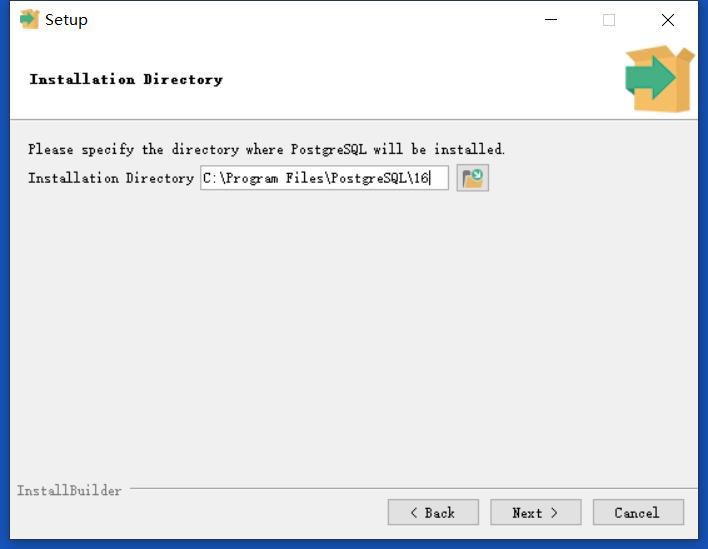 Setup
Installation Directory
Please specify the directory where PostgreSQL will be installed.
Installation Directory C:\Program Files\PostgreSQL\16
InstallBuilder
< Back Next > Cancel